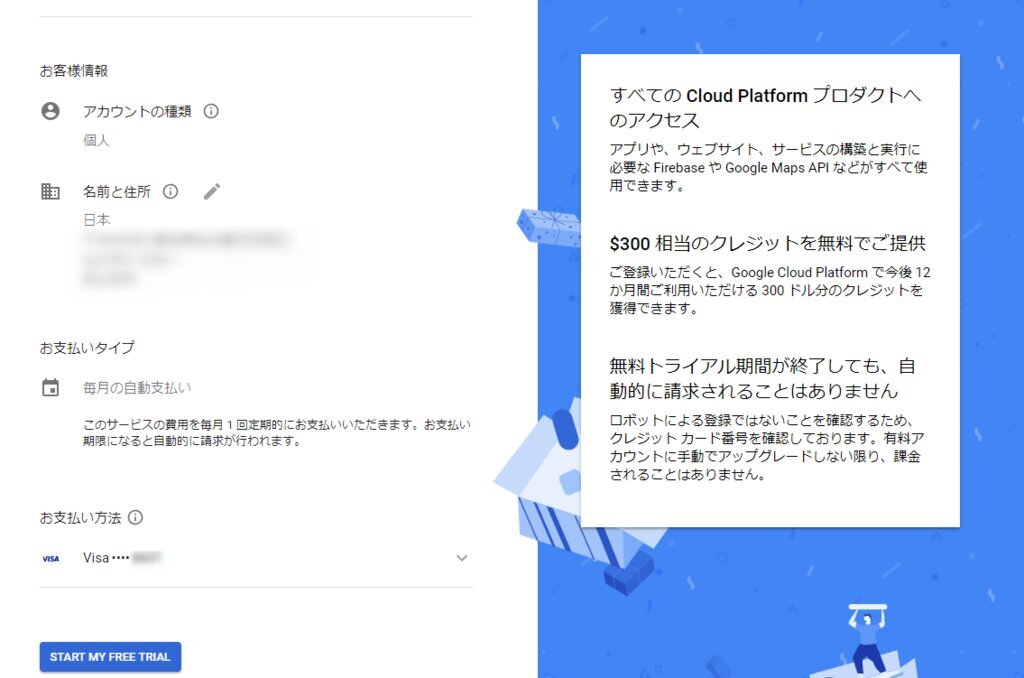 お客様情報
アカウントの種類
個人
名前と住所
日本
お支払いタイプ
毎月の自動支払い
このサービスの費用を毎月 1 回定期的にお支払いいただきます。お支払い
期限になると自動的に請求が行われます。
お支払い方法
VISA Visa ••••
START MY FREE TRIAL
すべての Cloud Platform プロダクトへ
のアクセス
アプリや、ウェブサイト、サービスの構築と実行に
必要な Firebase や Google Maps API などがすべて使
用できます。
$300 相当のクレジットを無料でご提供
ご登録いただくと、Google Cloud Platform で今後 12
か月間ご利用いただける 300 ドル分のクレジットを
獲得できます。
無料トライアル期間が終了しても、自
動的に請求されることはありません
ロボットによる登録ではないことを確認するため、
クレジット カード番号を確認しております。有料ア
カウントに手動でアップグレードしない限り、課金
されることはありません。